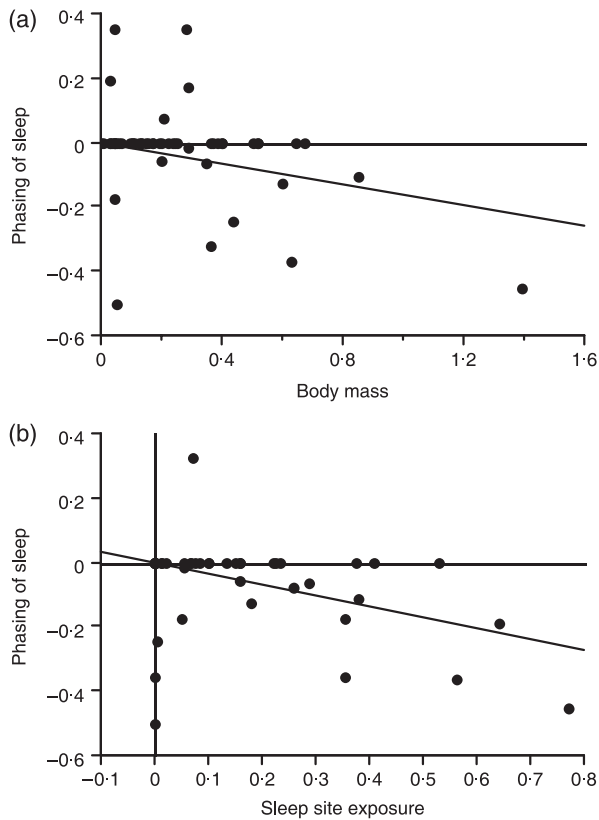 (a)
0·4
0·2
0
−0·2
−0·4
−0·6
Phasing of sleep
0 0·4 0·8 1·2 1·6
Body mass
(b)
0·4
0·2
0
−0·2
−0·4
−0·6
Phasing of sleep
−0·1 0 0·1 0·2 0·3 0·4 0·5 0·6 0·7 0·8
Sleep site exposure